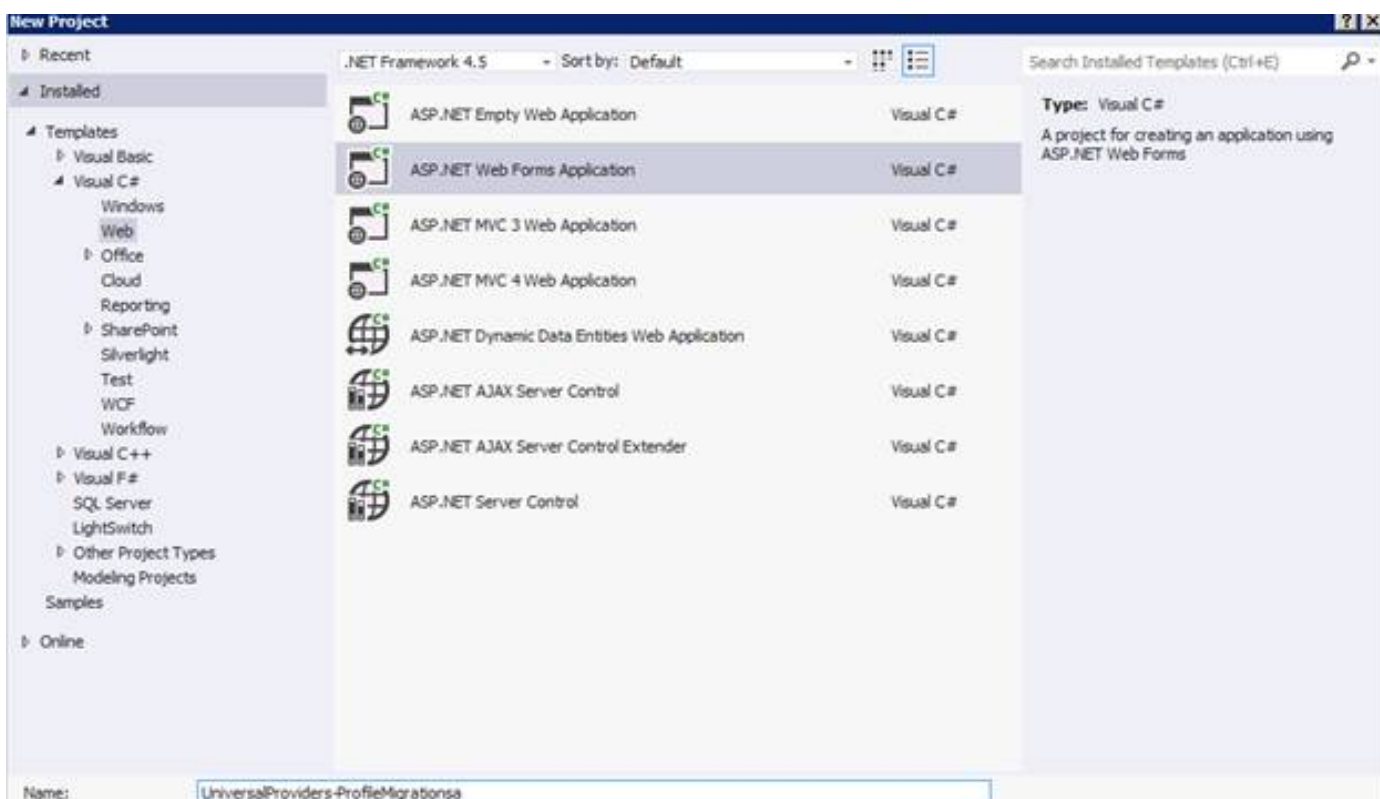 New Project
? X
Recent
Installed
Templates
Visual Basic
Visual C#
Windows
Web
Office
Cloud
Reporting
SharePoint
Silverlight
Test
WCF
Workflow
Visual C++
Visual F#
SQL Server
LightSwitch
Other Project Types
Modeling Projects
Samples
Online
.NET Framework 4.5 Sort by: Default
C# ASP.NET Empty Web Application Visual C#
C# ASP.NET Web Forms Application Visual C#
C# ASP.NET MVC 3 Web Application Visual C#
C# ASP.NET MVC 4 Web Application Visual C#
C# ASP.NET Dynamic Data Entities Web Application Visual C#
C# ASP.NET AJAX Server Control Visual C#
C# ASP.NET AJAX Server Control Extender Visual C#
C# ASP.NET Server Control Visual C#
Search Installed Templates (Ctrl+E)
Type: Visual C#
A project for creating an application using
ASP.NET Web Forms
Name: UniversalProviders-ProfileMigrationsa